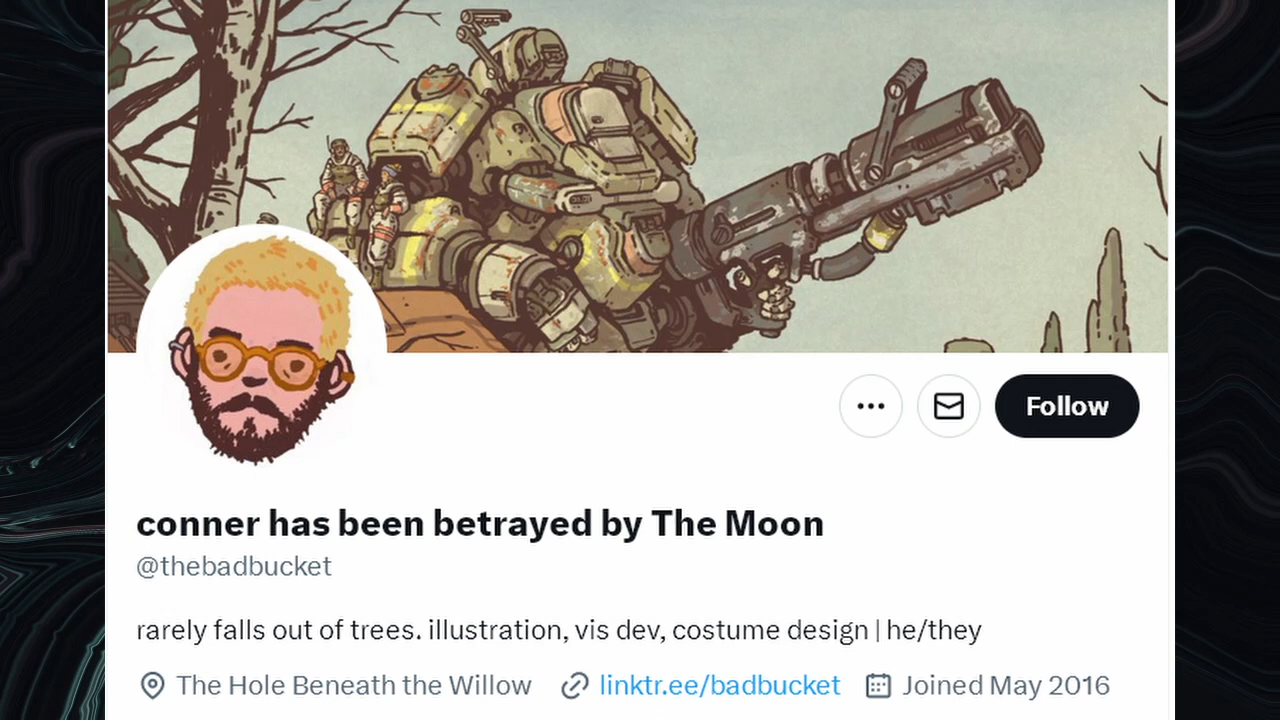 Follow
conner has been betrayed by The Moon
@thebadbucket
rarely falls out of trees. illustration, vis dev, costume design | he/they
The Hole Beneath the Willow linktr.ee/badbucket Joined May 2016